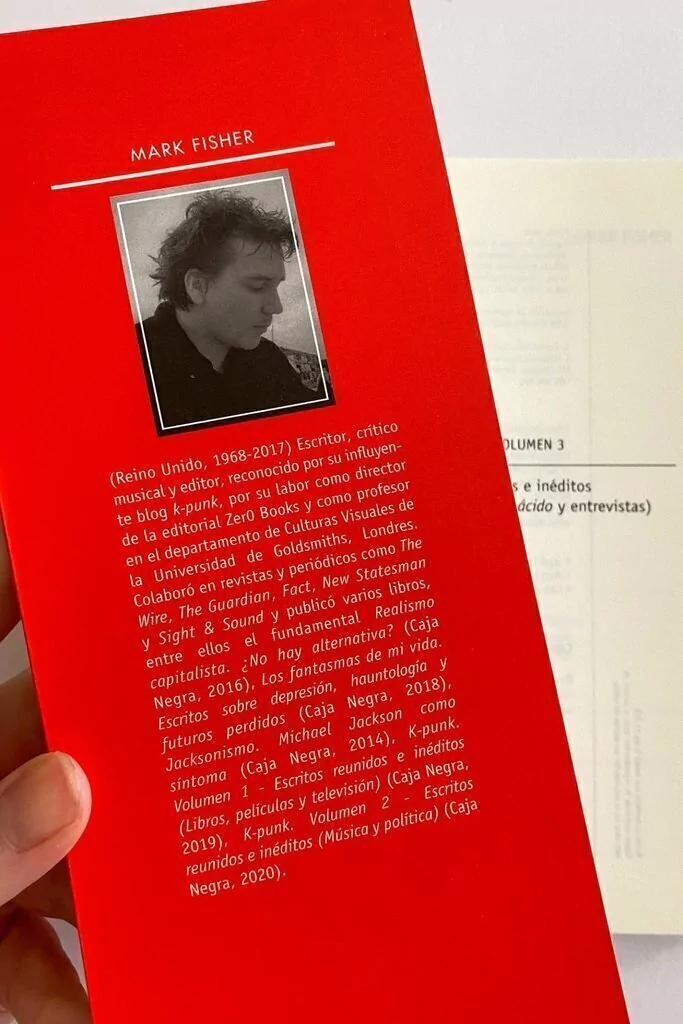 MARK FISHER
(Reino Unido, 1968-2017) Escritor, crítico
musical y editor, reconocido por su influyen-
te blog k-punk, por su labor como director
de la editorial Zer0 Books y como profesor
en el departamento de Culturas Visuales de
la Universidad de Goldsmiths, Londres.
Colaboró en revistas y periódicos como The
Wire, The Guardian, Fact, New Statesman
y Sight & Sound y publicó varios libros,
entre ellos el fundamental Realismo
capitalista. ¿No hay alternativa? (Caja
Negra, 2016), Los fantasmas de mi vida.
Escritos sobre depresión, hauntología y
futuros perdidos (Caja Negra, 2018),
Jacksonismo. Michael Jackson como
síntoma (Caja Negra, 2014), K-punk.
Volumen 1 - Escritos reunidos e inéditos
(Libros, películas y televisión) (Caja Negra,
2019), K-punk. Volumen 2 - Escritos
reunidos e inéditos (Música y política) (Caja
Negra, 2020).
OLUMEN 3
s e inéditos
ácido y entrevistas)